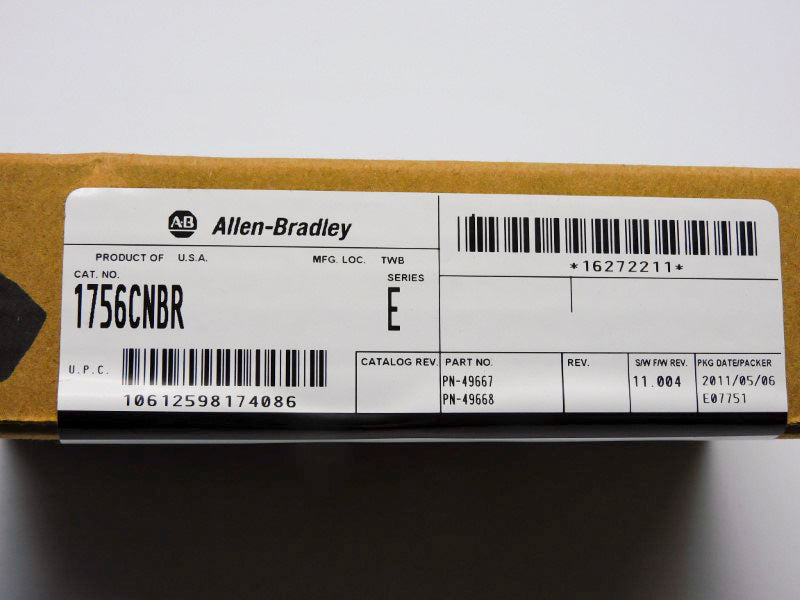 AB Allen-Bradley
PRODUCT OF U.S.A. MFG. LOC. TWB
CAT. NO. SERIES
1756CNBR E
U.P.C.
10612598174086
*16272211*
CATALOG REV. PART NO. REV. S/W F/W REV. PKG DATE/PACKER
PN-49667 11.004 2011/05/06
PN-49668 E07751